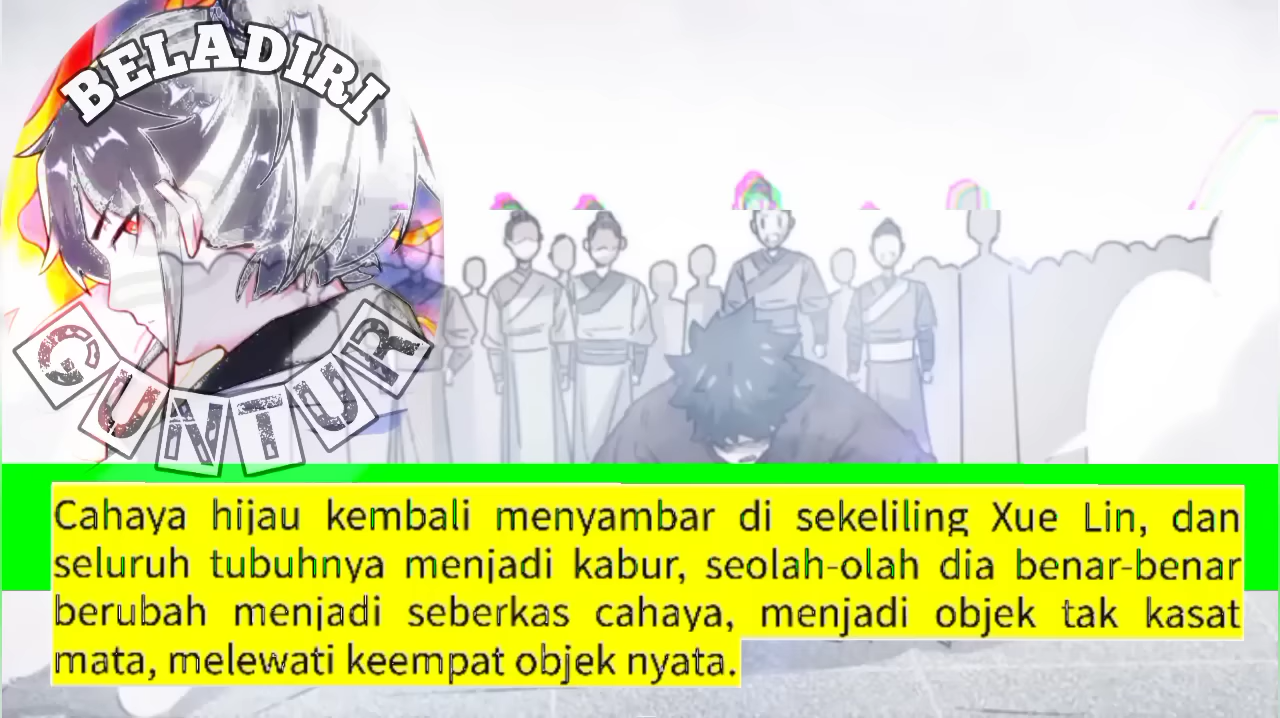 BELADIRI
GUNTUR
Cahaya hijau kembali menyambar di sekeliling Xue Lin, dan
seluruh tubuhnya menjadi kabur, seolah-olah dia benar-benar
berubah menjadi seberkas cahaya, menjadi objek tak kasat
mata, melewati keempat objek nyata.